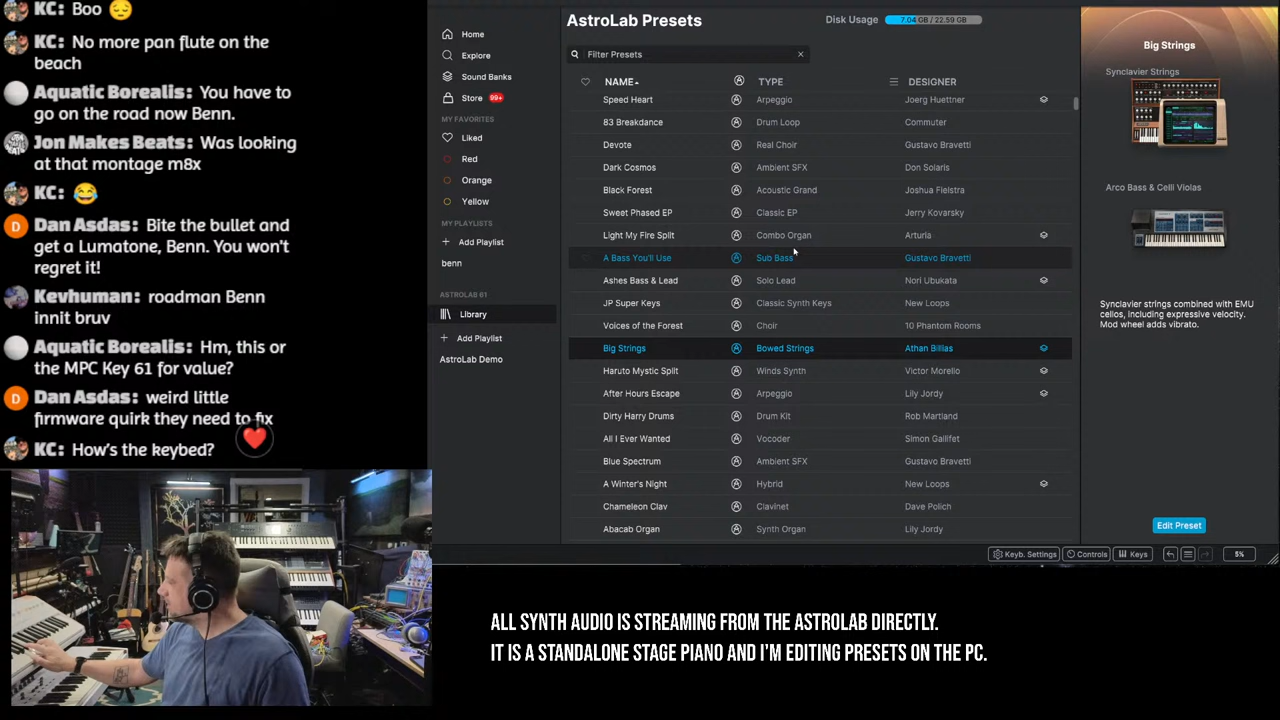 KC: Boo 😔
KC: No more pan flute on the
beach
Aquatic Borealis: You have to
go on the road now Benn.
Jon Makes Beats: Was looking
at that montage m8x
KC: 😂
Dan Asdas: Bite the bullet and
get a Lumatone, Benn. You won't
regret it!
Kevhuman: roadman Benn
innit bruv
Aquatic Borealis: Hm, this or
the MPC Key 61 for value?
Dan Asdas: weird little
firmware quirk they need to fix
KC: How's the keybed?
Home
Explore
Sound Banks
Store 99+
MY FAVORITES
Liked
Red
Orange
Yellow
MY PLAYLISTS
Add Playlist
benn
ASTROLAB 61
Library
Add Playlist
AstroLab Demo
AstroLab Presets
Disk Usage 7.04 GB / 22.59 GB
Filter Presets
NAME TYPE DESIGNER
Speed Heart Arpeggio Joerg Huettner
83 Breakdance Drum Loop Commuter
Devote Real Choir Gustavo Bravetti
Dark Cosmos Ambient SFX Don Solaris
Black Forest Acoustic Grand Joshua Fielstra
Sweet Phased EP Classic EP Jerry Kovarsky
Light My Fire Split Combo Organ Arturia
A Bass You'll Use Sub Bass Gustavo Bravetti
Ashes Bass & Lead Solo Lead Nori Ubukata
JP Super Keys Classic Synth Keys New Loops
Voices of the Forest Choir 10 Phantom Rooms
Big Strings Bowed Strings Athan Billias
Haruto Mystic Split Winds Synth Victor Morello
After Hours Escape Arpeggio Lily Jordy
Dirty Harry Drums Drum Kit Rob Martland
All I Ever Wanted Vocoder Simon Gallifet
Blue Spectrum Ambient SFX Gustavo Bravetti
A Winter's Night Hybrid New Loops
Chameleon Clav Clavinet Dave Polich
Abacab Organ Synth Organ Lily Jordy
Big Strings
Synclavier Strings
Arco Bass & Celli Violas
Synclavier strings combined with EMU
cellos, including expressive velocity.
Mod wheel adds vibrato.
Edit Preset
Keyb. Settings Controls Keys 5%
ALL SYNTH AUDIO IS STREAMING FROM THE ASTROLAB DIRECTLY.
IT IS A STANDALONE STAGE PIANO AND I'M EDITING PRESETS ON THE PC.